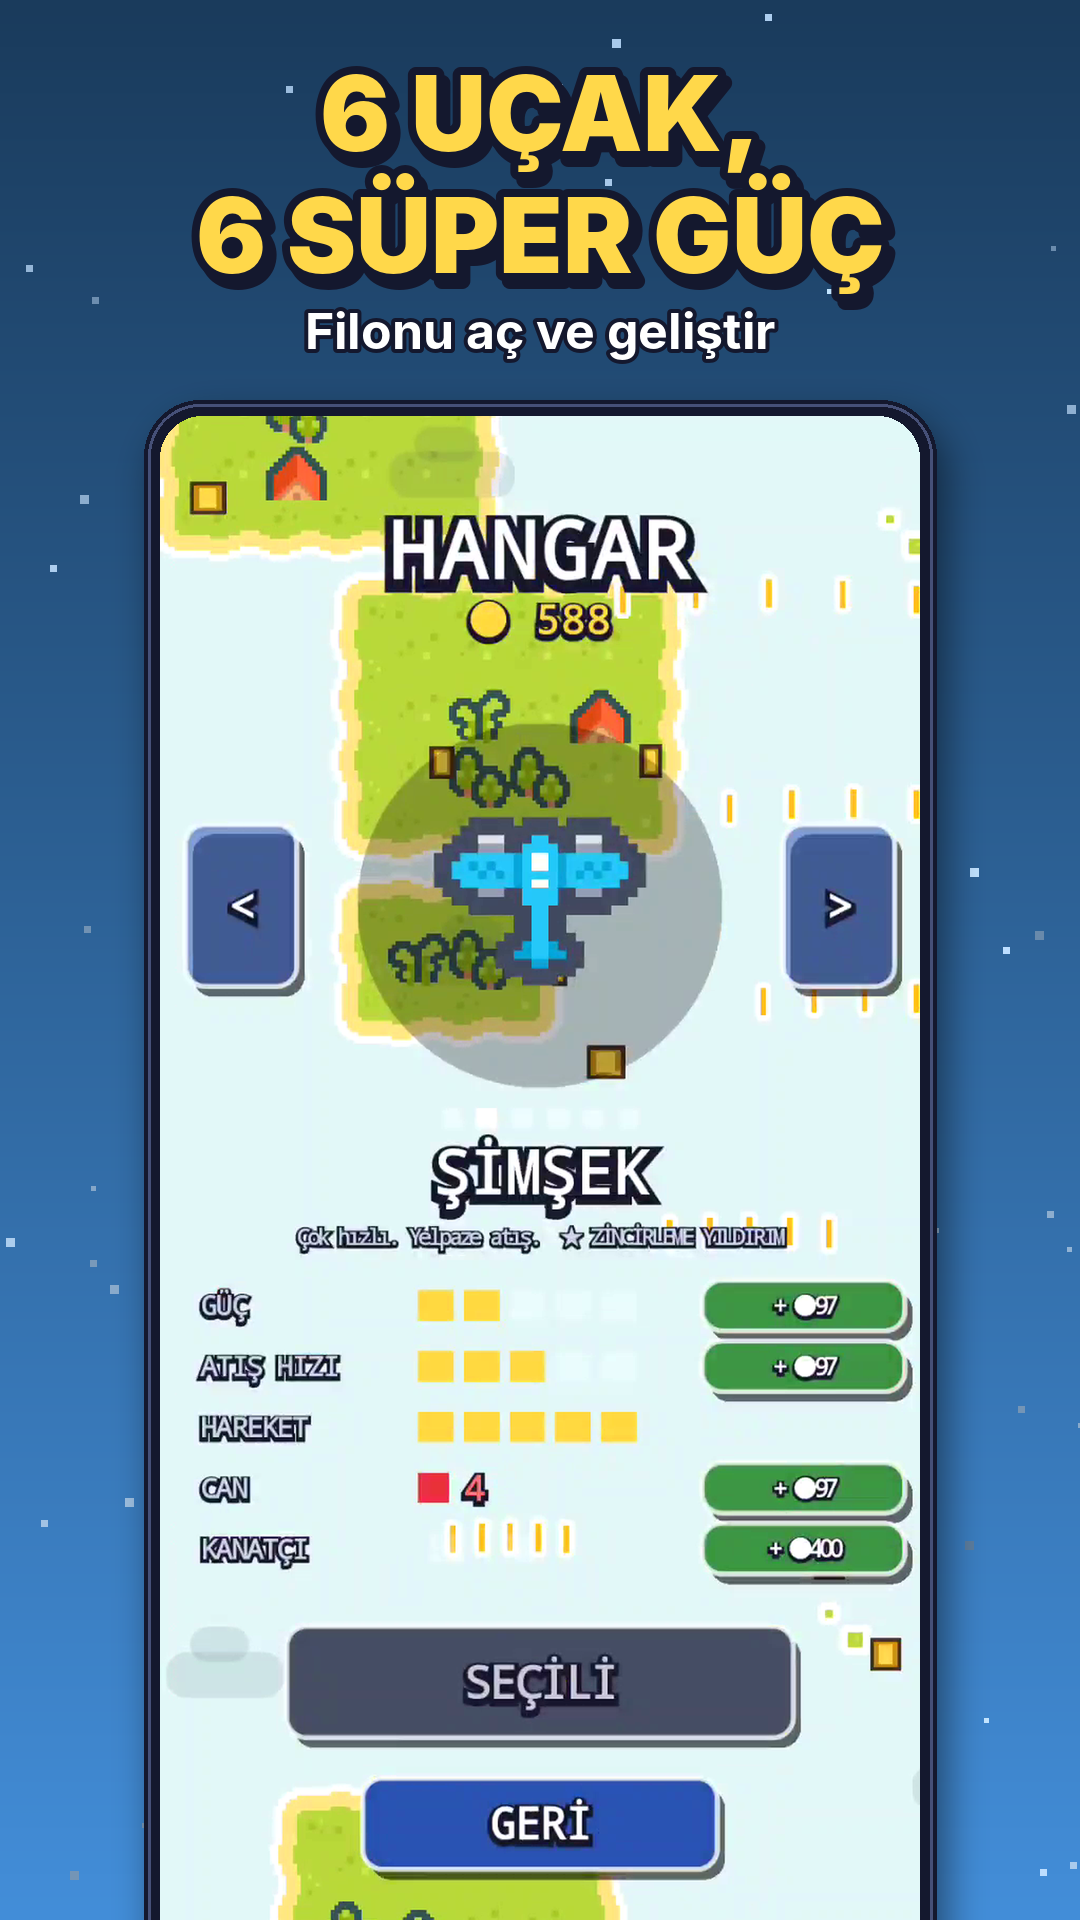 6 UÇAK,
6 SÜPER GÜÇ
Filonu aç ve geliştir
HANGAR
588
<
>
ŞİMŞEK
Çok hızlı. Yelpaze atış. ★ ZİNCİRLEME YILDIRIM
GÜÇ
+ 97
ATIŞ HIZI
+ 97
HAREKET
CAN
4
+ 97
KANATÇI
+ 400
SEÇİLİ
GERİ